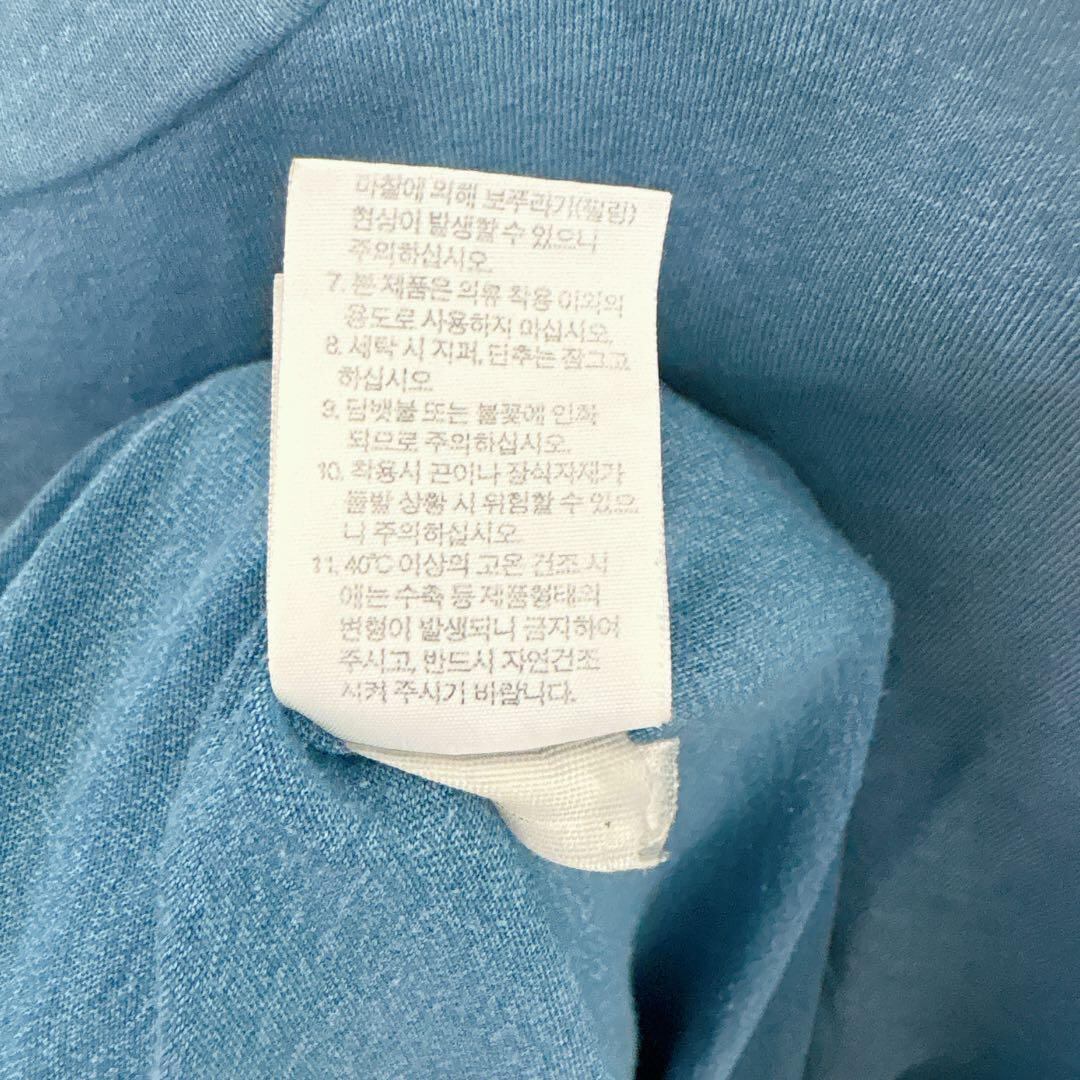 마찰에 의해 보푸라기(필링)
현상이 발생할 수 있으니
주의하십시오.
7. 본 제품은 의류 착용 이외의
용도로 사용하지 마십시오.
8. 세탁 시 지퍼, 단추는 잠그고
하십시오
9. 담뱃불 또는 불꽃에 인화
되므로 주의하십시오.
10. 착용시 끈이나 장식자재가
돌발 상황 시 위험할 수 있으
니 주의하십시오.
11. 40℃ 이상의 고온 건조 시
에는 수축 등 제품형태의
변형이 발생되니 금지하여
주시고, 반드시 자연건조
시켜 주시기 바랍니다.